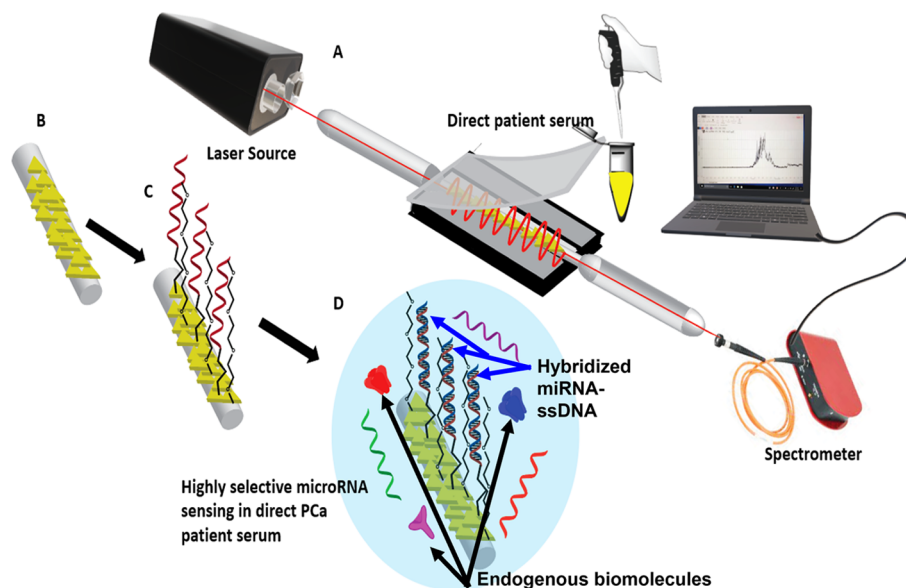 A
Direct patient serum
B
Laser Source
C
D
Hybridized
miRNA-
ssDNA
Spectrometer
Highly selective microRNA
sensing in direct PCa
patient serum
Endogenous biomolecules